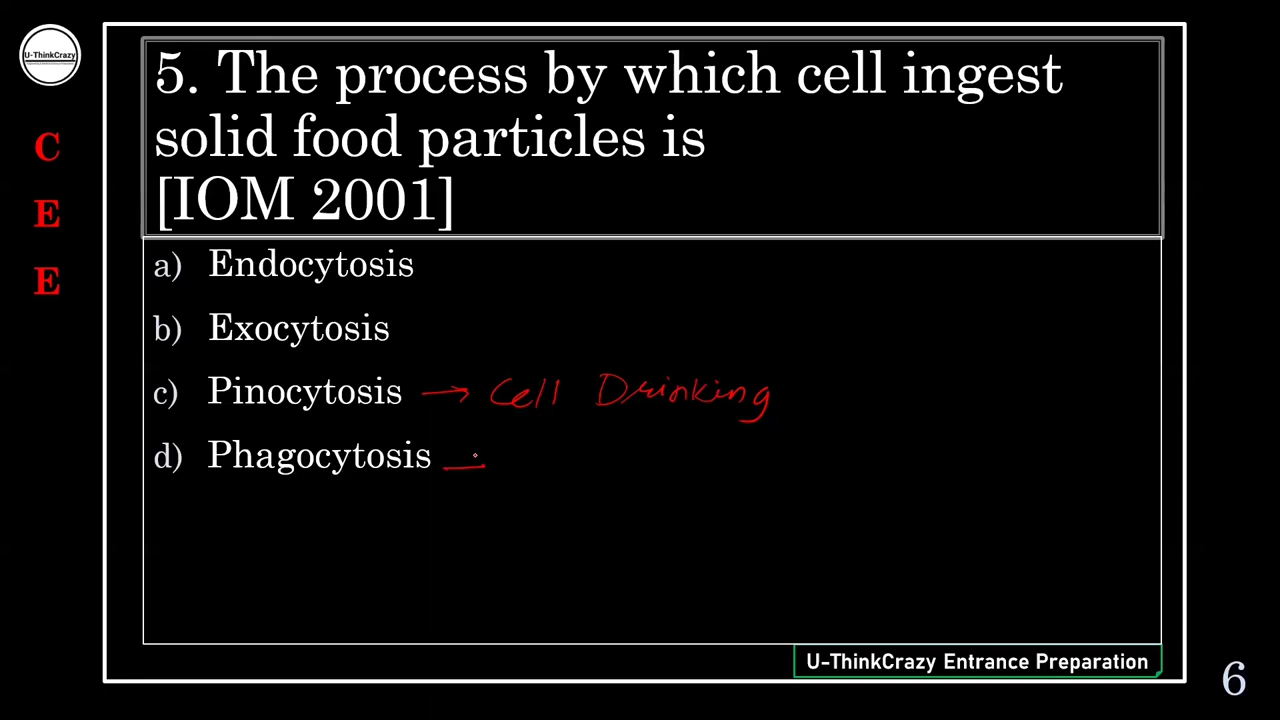 U-ThinkCrazy
C
E
E
5. The process by which cell ingest
solid food particles is
[IOM 2001]
a) Endocytosis
b) Exocytosis
c) Pinocytosis → Cell Drinking
d) Phagocytosis
U-ThinkCrazy Entrance Preparation
6